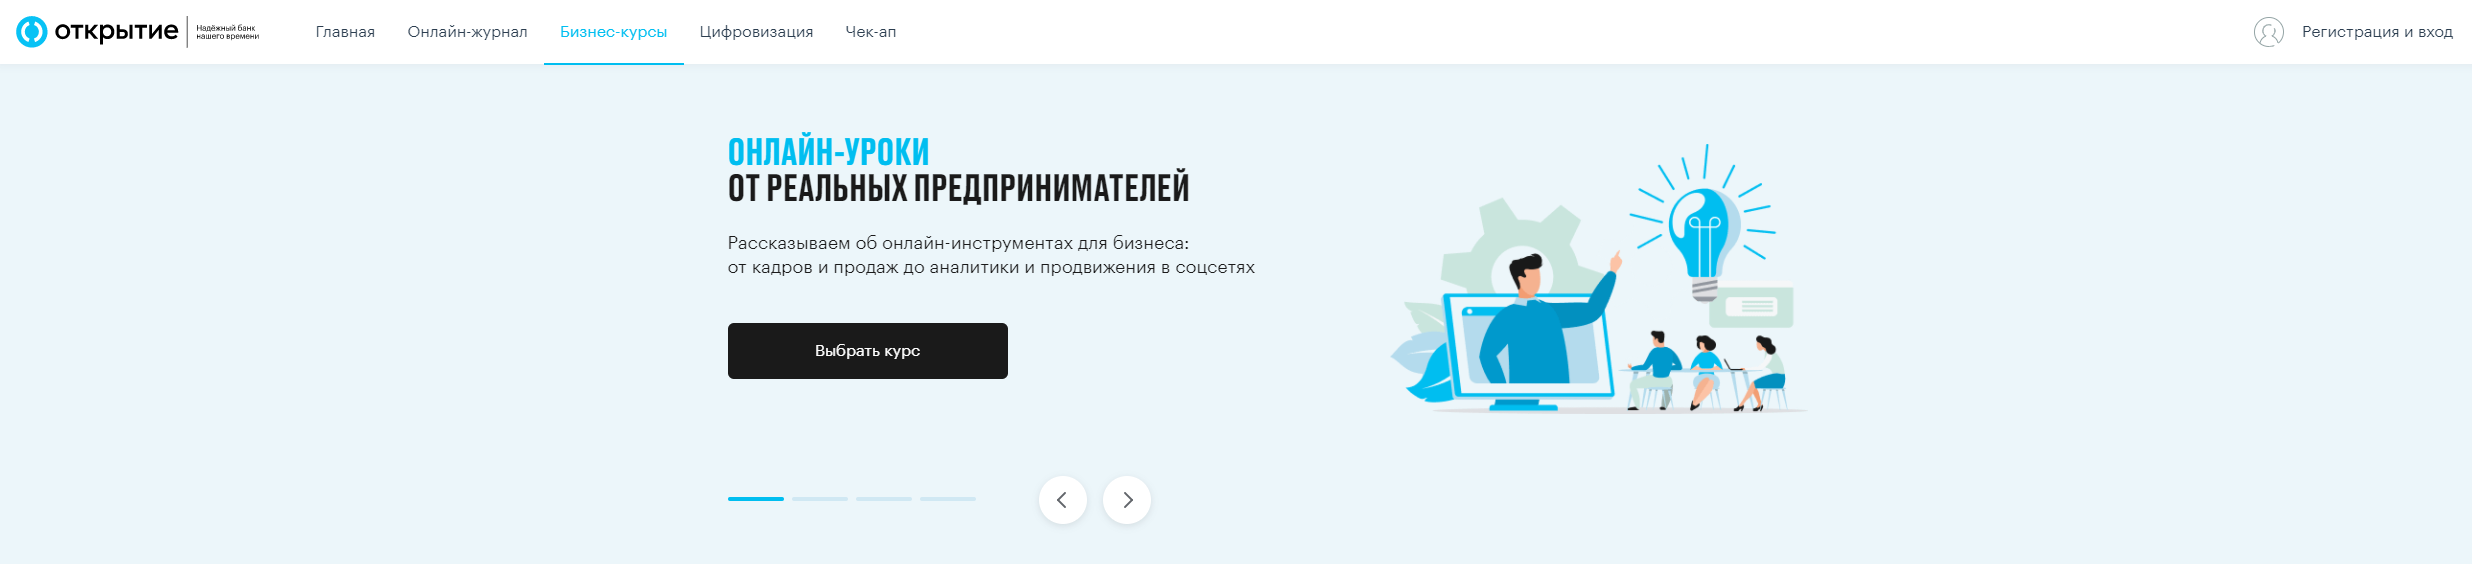 открытие
Надёжный банк
нашего времени
Главная
Онлайн-журнал
Бизнес-курсы
Цифровизация
Чек-ап
Регистрация и вход
ОНЛАЙН-УРОКИ
ОТ РЕАЛЬНЫХ ПРЕДПРИНИМАТЕЛЕЙ
Рассказываем об онлайн-инструментах для бизнеса:
от кадров и продаж до аналитики и продвижения в соцсетях
Выбрать курс